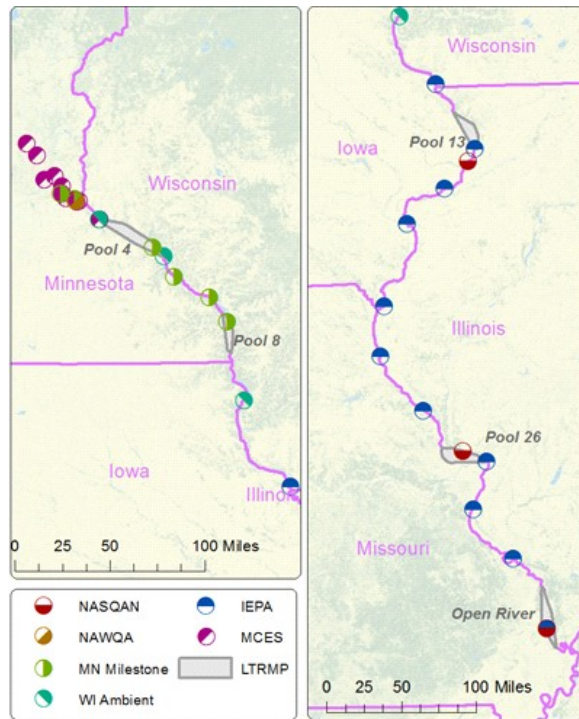 Wisconsin
Pool 4
Minnesota
Pool 8
Iowa
Illinois
0 25 50 100 Miles
Wisconsin
Iowa
Pool 13
Illinois
Pool 26
Missouri
Open River
0 25 50 100 Miles
NASQAN
IEPA
NAWQA
MCES
MN Milestone
LTRMP
WI Ambient